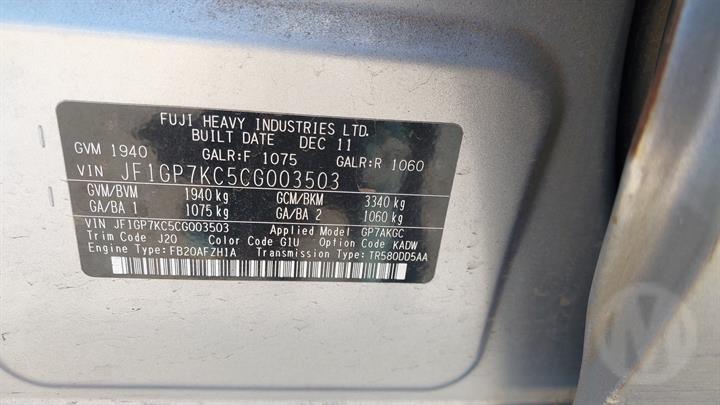 FUJI HEAVY INDUSTRIES LTD.
BUILT DATE DEC 11
GVM 1940 GALR:F 1075 GALR:R 1060
VIN JF1GP7KC5CG003503
GVM/BVM 1940 kg GCM/BKM 3340 kg
GA/BA 1 1075 kg GA/BA 2 1060 kg
VIN JF1GP7KC5CG003503 Applied Model GP7AKGC
Trim Code J20 Color Code G1U Option Code KADW
Engine Type:FB20AFZH1A Transmission Type:TR580DD5AA